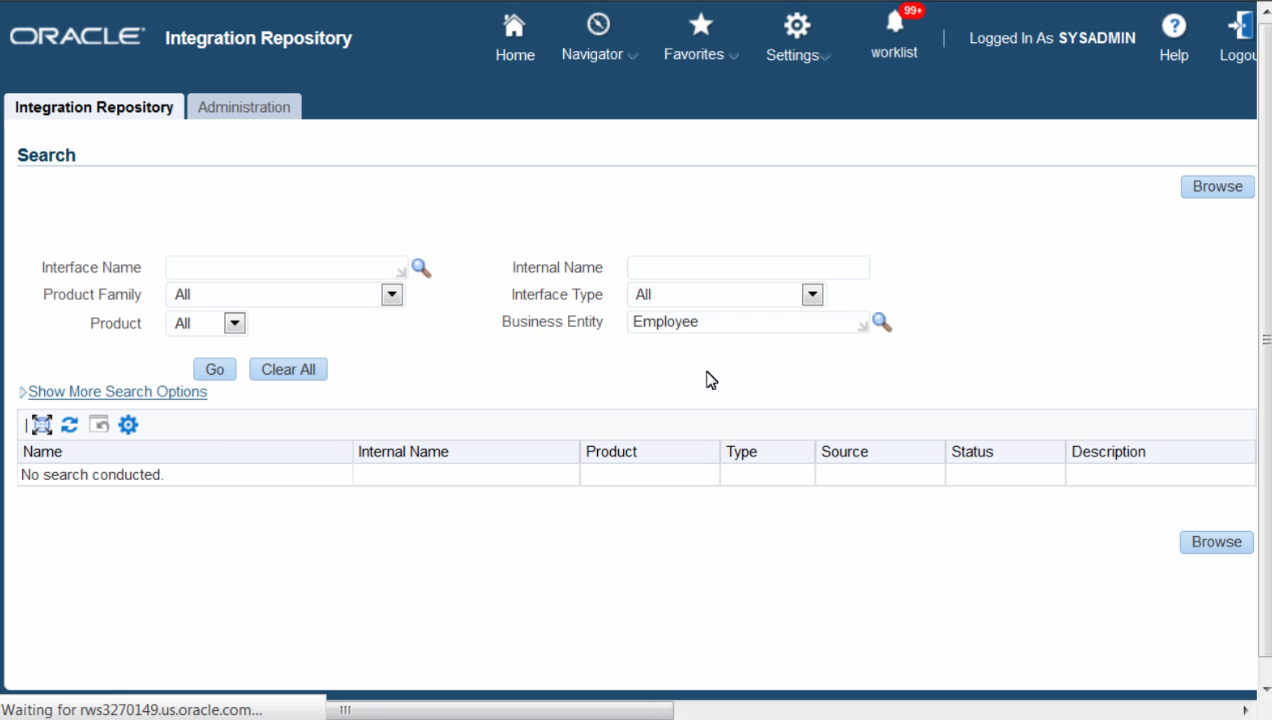 ORACLE Integration Repository
Home Navigator Favorites Settings 99+ worklist Logged In As SYSADMIN Help Logou
Integration Repository Administration
Search
Browse
Interface Name Internal Name
Product Family All Interface Type All
Product All Business Entity Employee
Go Clear All
Show More Search Options
Name Internal Name Product Type Source Status Description
No search conducted.
Browse
Waiting for rws3270149.us.oracle.com...